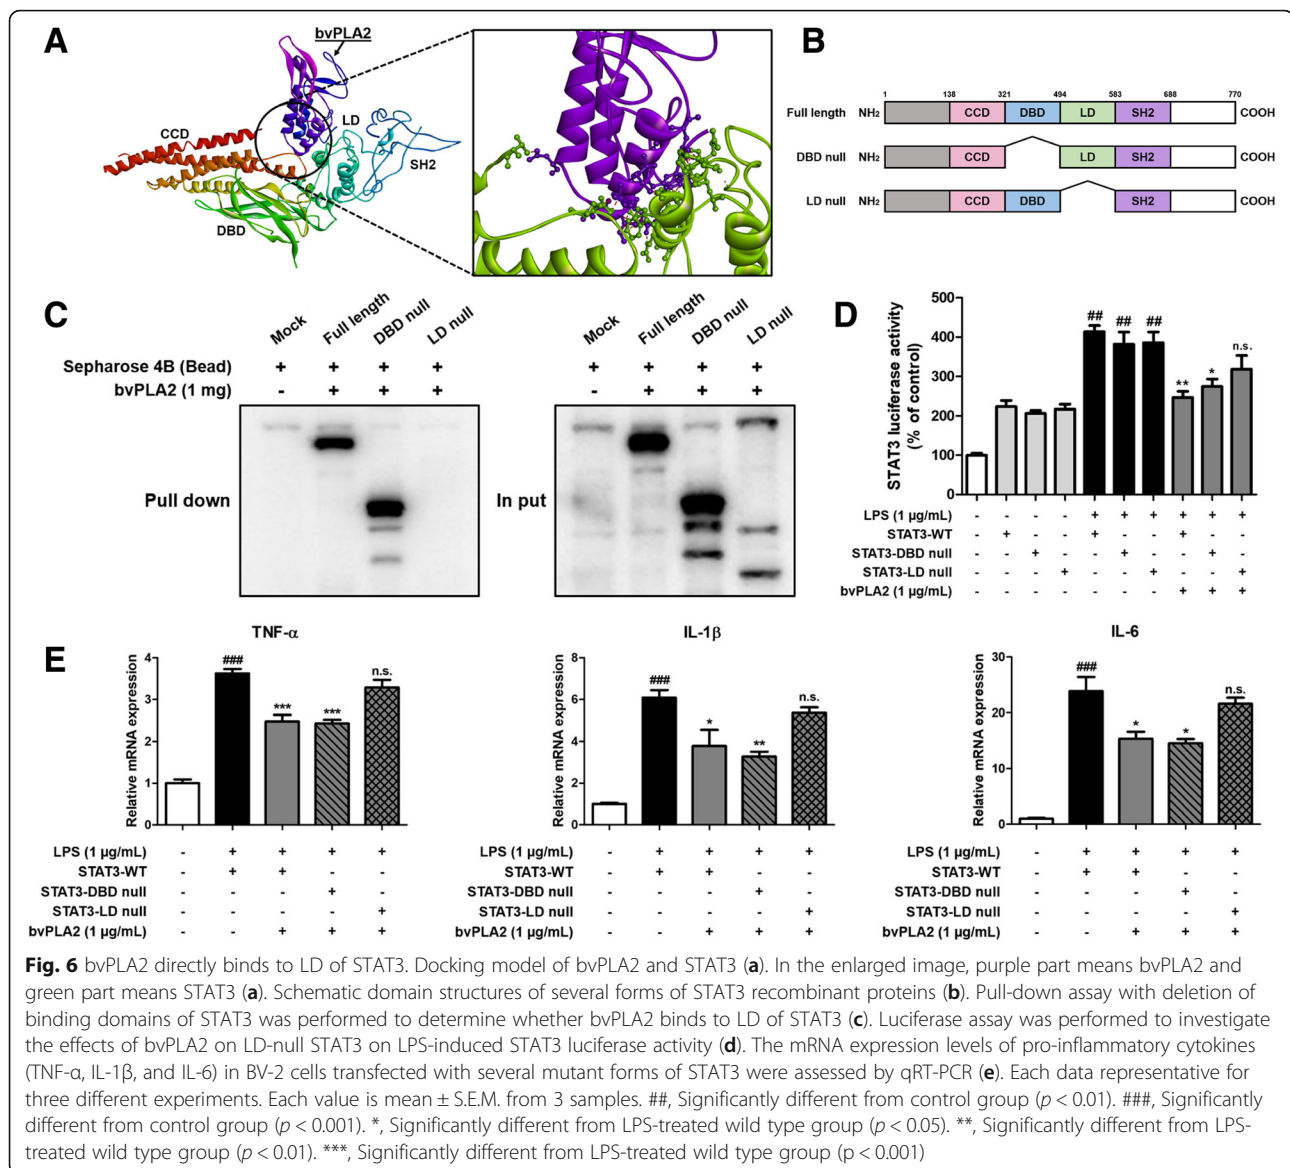 A
bvPLA2
CCD
LD
SH2
DBD
B
1 138 321 494 583 688 770
Full length NH2 CCD DBD LD SH2 COOH
DBD null NH2 CCD LD SH2 COOH
LD null NH2 CCD DBD SH2 COOH
C
Mock Full length DBD null LD null
Sepharose 4B (Bead) + + + +
bvPLA2 (1 mg) - + + +
Pull down
Mock Full length DBD null LD null
+ + + +
- + + +
In put
D
STAT3 luciferase activity
(% of control)
500
400
300
200
100
0
## ## ## ** * n.s.
LPS (1 µg/mL) - - - - + + + + + +
STAT3-WT - + - - + - - + - -
STAT3-DBD null - - + - - + - - + -
STAT3-LD null - - - + - - + - - +
bvPLA2 (1 µg/mL) - - - - - - - + + +
E
TNF-α
Relative mRNA expression
4
3
2
1
0
### *** *** n.s.
LPS (1 µg/mL) - + + + +
STAT3-WT - + + - -
STAT3-DBD null - - - + -
STAT3-LD null - - - - +
bvPLA2 (1 µg/mL) - - + + +
IL-1β
Relative mRNA expression
8
6
4
2
0
### * ** n.s.
LPS (1 µg/mL) - + + + +
STAT3-WT - + + - -
STAT3-DBD null - - - + -
STAT3-LD null - - - - +
bvPLA2 (1 µg/mL) - - + + +
IL-6
Relative mRNA expression
30
20
10
0
### * * n.s.
LPS (1 µg/mL) - + + + +
STAT3-WT - + + - -
STAT3-DBD null - - - + -
STAT3-LD null - - - - +
bvPLA2 (1 µg/mL) - - + + +
Fig. 6 bvPLA2 directly binds to LD of STAT3. Docking model of bvPLA2 and STAT3 (a). In the enlarged image, purple part means bvPLA2 and
green part means STAT3 (a). Schematic domain structures of several forms of STAT3 recombinant proteins (b). Pull-down assay with deletion of
binding domains of STAT3 was performed to determine whether bvPLA2 binds to LD of STAT3 (c). Luciferase assay was performed to investigate
the effects of bvPLA2 on LD-null STAT3 on LPS-induced STAT3 luciferase activity (d). The mRNA expression levels of pro-inflammatory cytokines
(TNF-α, IL-1β, and IL-6) in BV-2 cells transfected with several mutant forms of STAT3 were assessed by qRT-PCR (e). Each data representative for
three different experiments. Each value is mean ± S.E.M. from 3 samples. ##, Significantly different from control group (p < 0.01). ###, Significantly
different from control group (p < 0.001). *, Significantly different from LPS-treated wild type group (p < 0.05). **, Significantly different from LPS-
treated wild type group (p < 0.01). ***, Significantly different from LPS-treated wild type group (p < 0.001)